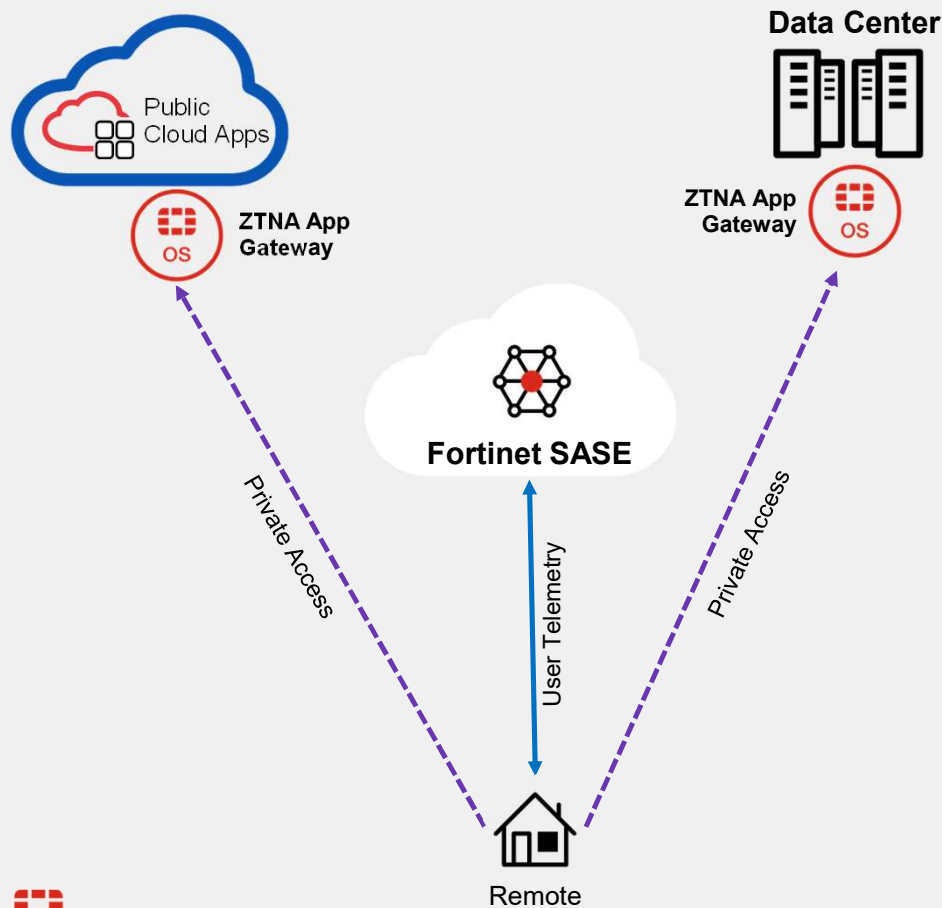 Data Center
Public
Cloud Apps
ZTNA App
Gateway
OS
ZTNA App
Gateway
OS
Fortinet SASE
Private Access
User Telemetry
Private Access
Remote